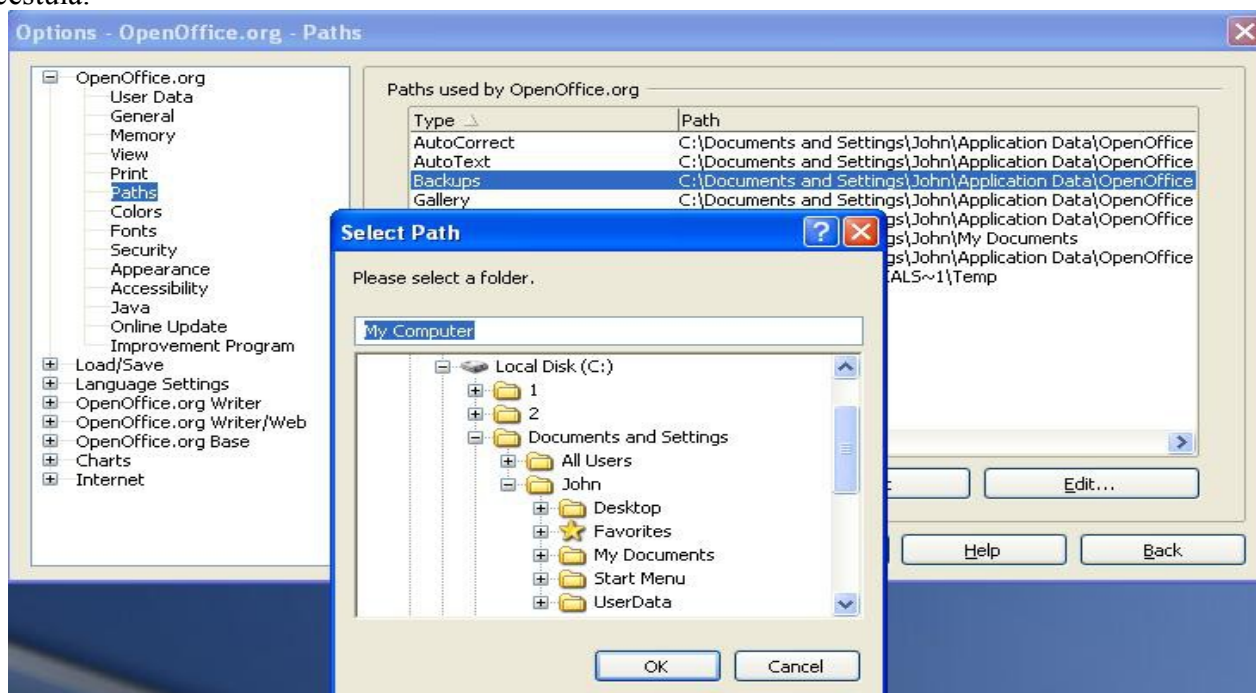 Options - OpenOffice.org - Paths
OpenOffice.org
User Data
General
Memory
View
Print
Paths
Colors
Fonts
Security
Appearance
Accessibility
Java
Online Update
Improvement Program
Load/Save
Language Settings
OpenOffice.org Writer
OpenOffice.org Writer/Web
OpenOffice.org Base
Charts
Internet
Paths used by OpenOffice.org
Type Path
AutoCorrect C:\Documents and Settings\John\Application Data\OpenOffice
AutoText C:\Documents and Settings\John\Application Data\OpenOffice
Backups C:\Documents and Settings\John\Application Data\OpenOffice
Gallery C:\Documents and Settings\John\Application Data\OpenOffice
gs\John\Application Data\OpenOffice
gs\John\My Documents
gs\John\Application Data\OpenOffice
CALS~1\Temp
Edit...
Help Back
Select Path
Please select a folder.
My Computer
Local Disk (C:)
1
2
Documents and Settings
All Users
John
Desktop
Favorites
My Documents
Start Menu
UserData
OK Cancel